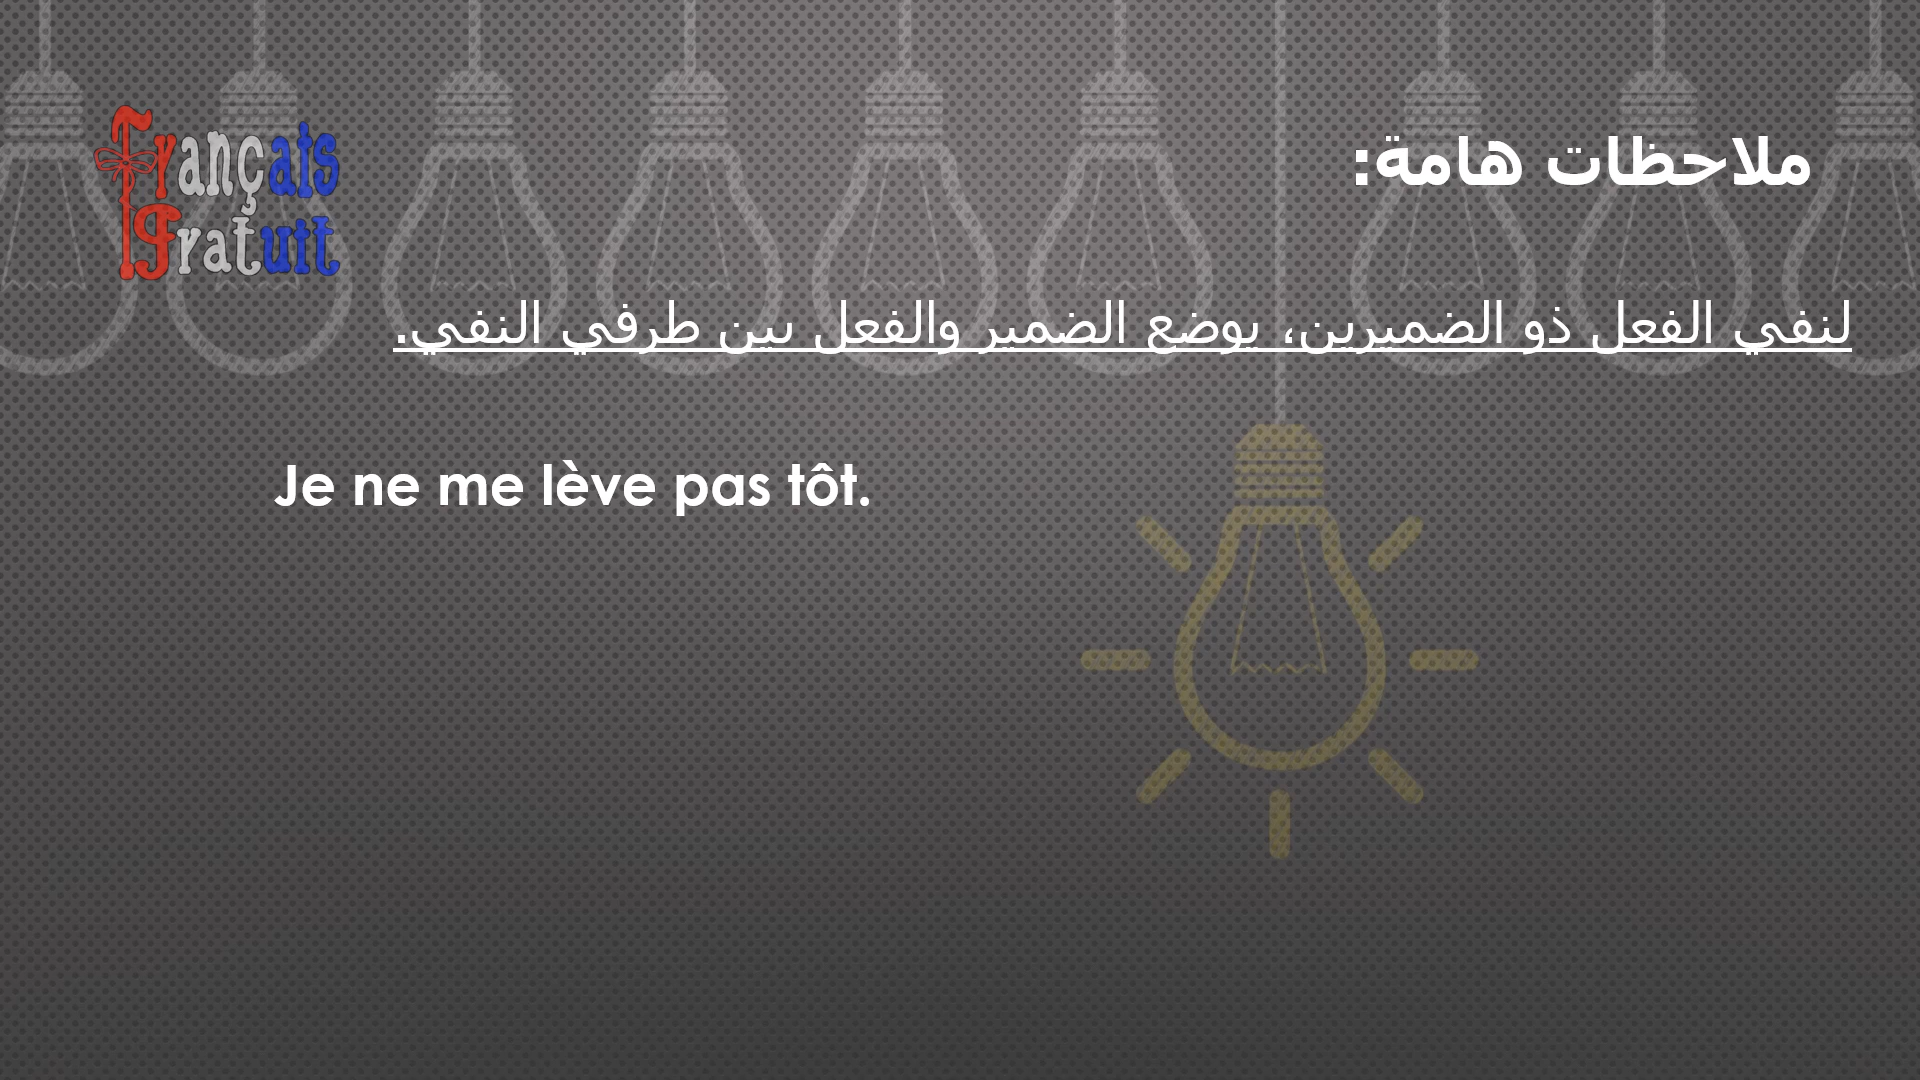 Français
Gratuit
ملاحظات هامة:
لنفي الفعل ذو الضميرين، يوضع الضمير والفعل بين طرفي النفي.
Je ne me lève pas tôt.